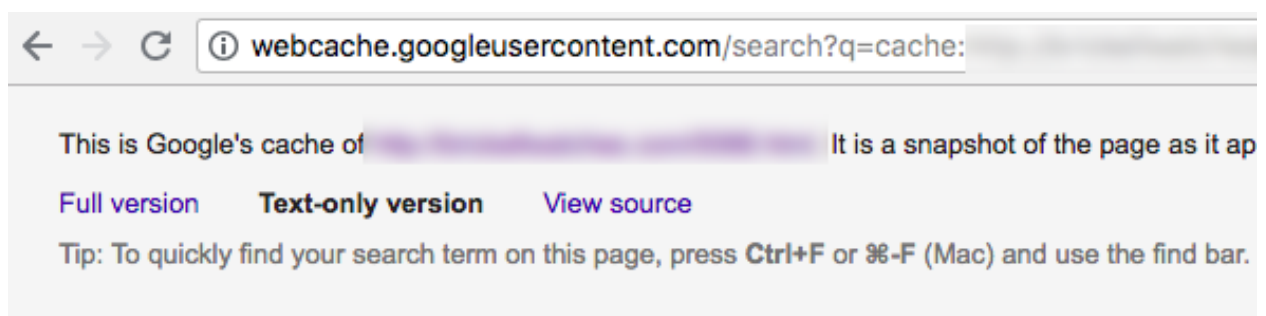 webcache.googleusercontent.com/search?q=cache:
This is Google's cache of It is a snapshot of the page as it ap
Full version Text-only version View source
Tip: To quickly find your search term on this page, press Ctrl+F or ⌘-F (Mac) and use the find bar.